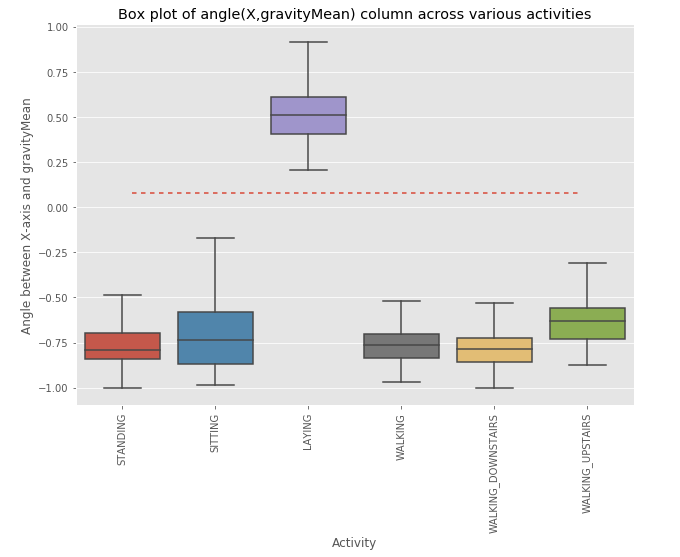 Box plot of angle(X,gravityMean) column across various activities
Angle between X-axis and gravityMean
1.00
0.75
0.50
0.25
0.00
−0.25
−0.50
−0.75
−1.00
STANDING
SITTING
LAYING
WALKING
WALKING_DOWNSTAIRS
WALKING_UPSTAIRS
Activity